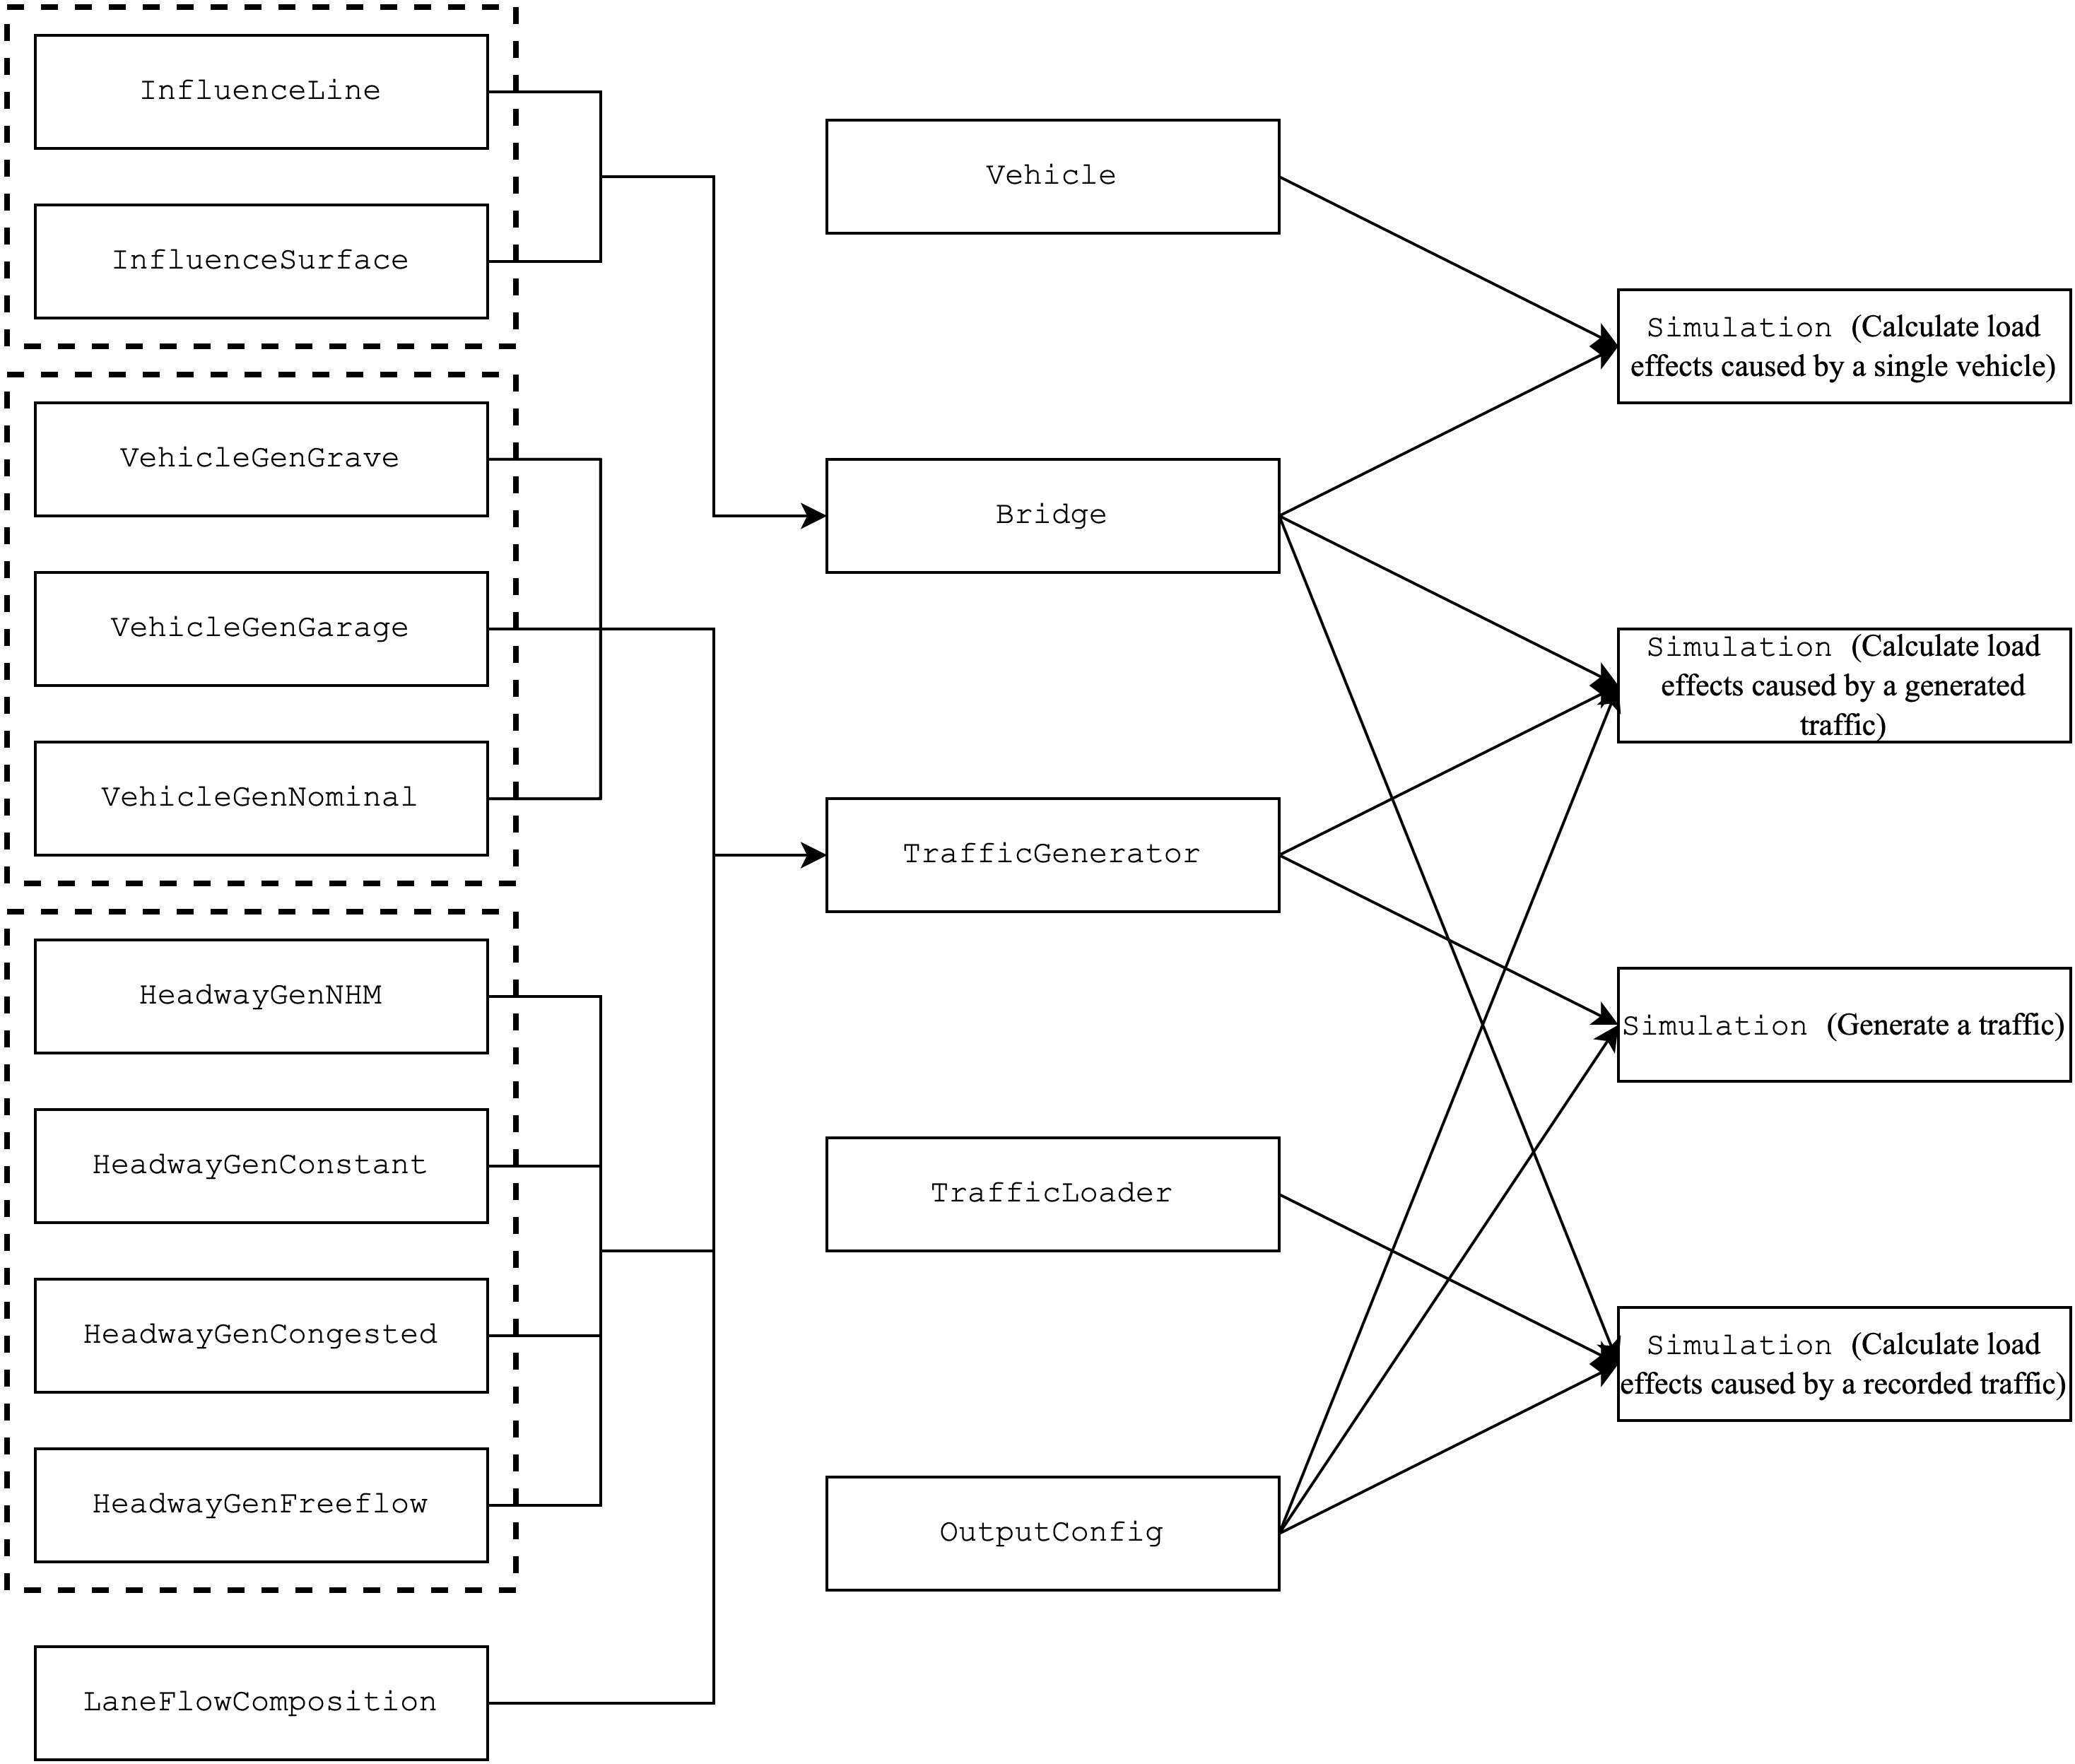 InfluenceLine
InfluenceSurface
VehicleGenGrave
VehicleGenGarage
VehicleGenNominal
HeadwayGenNHM
HeadwayGenConstant
HeadwayGenCongested
HeadwayGenFreeflow
LaneFlowComposition
Vehicle
Bridge
TrafficGenerator
TrafficLoader
OutputConfig
Simulation (Calculate load
effects caused by a single vehicle)
Simulation (Calculate load
effects caused by a generated
traffic)
Simulation (Generate a traffic)
Simulation (Calculate load
effects caused by a recorded traffic)